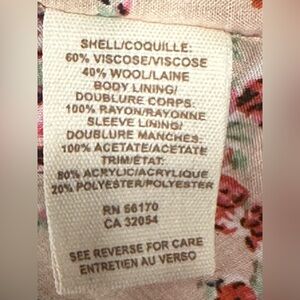 SHELL/COQUILLE:
60% VISCOSE/VISCOSE
40% WOOL/LAINE
BODY LINING/
DOUBLURE CORPS:
100% RAYON/RAYONNE
SLEEVE LINING/
DOUBLURE MANCHES:
100% ACETATE/ACETATE
TRIM/ÉTAT:
80% ACRYLIC/ACRYLIQUE
20% POLYESTER/POLYESTER
RN 56170
CA 32054
SEE REVERSE FOR CARE
ENTRETIEN AU VERSO